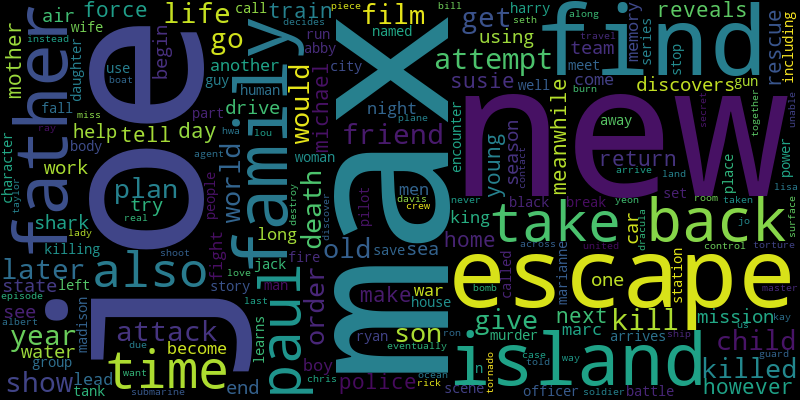 joe
max
new
escape
island
find
father
family
time
take
back
paul
also
go
get
kill
life
film
attempt
friend
give
son
old
plan
attack
show
year
later
killed
child
would
tell
day
help
force
train
reveals
rescue
including
discovers
using
susie
team
series
memory
harry
stop
meet
come
gun
night
michael
world
drive
another
mother
air
wife
daughter
begin
fall
use
boat
guy
human
call
run
abby
city
named
decides
piece
bill
seth
along
travel
burn
well
part
body
miss
instead
character
work
try
shark
killing
state
left
see
water
group
tank
lead
episode
albert
ray
taylor
lady
real
madison
become
due
want
submarine
end
shoot
people
fight
love
story
last
learns
jack
long
fire
man
death
order
destroy
discover
woman
lou
hwa
agent
boy
chris
police
make
war
house
ryan
save
sea
men
pilot
davis
crew
plane
contact
secret
away
encounter
young
season
meanwhile
return
place
power
set
together
unable
lisa
surface
taken
room
land
arrive
yeon
never
king
home
black
break
car
called
across
dracula
united
jo
control
torture
marianne
one
station
mission
bomb
next
marc
arrives
murder
master
us
kay
ship
guard
however
officer
soldier
battle
case
told
way
tornado
scene
eventually
ocean
rick
ron